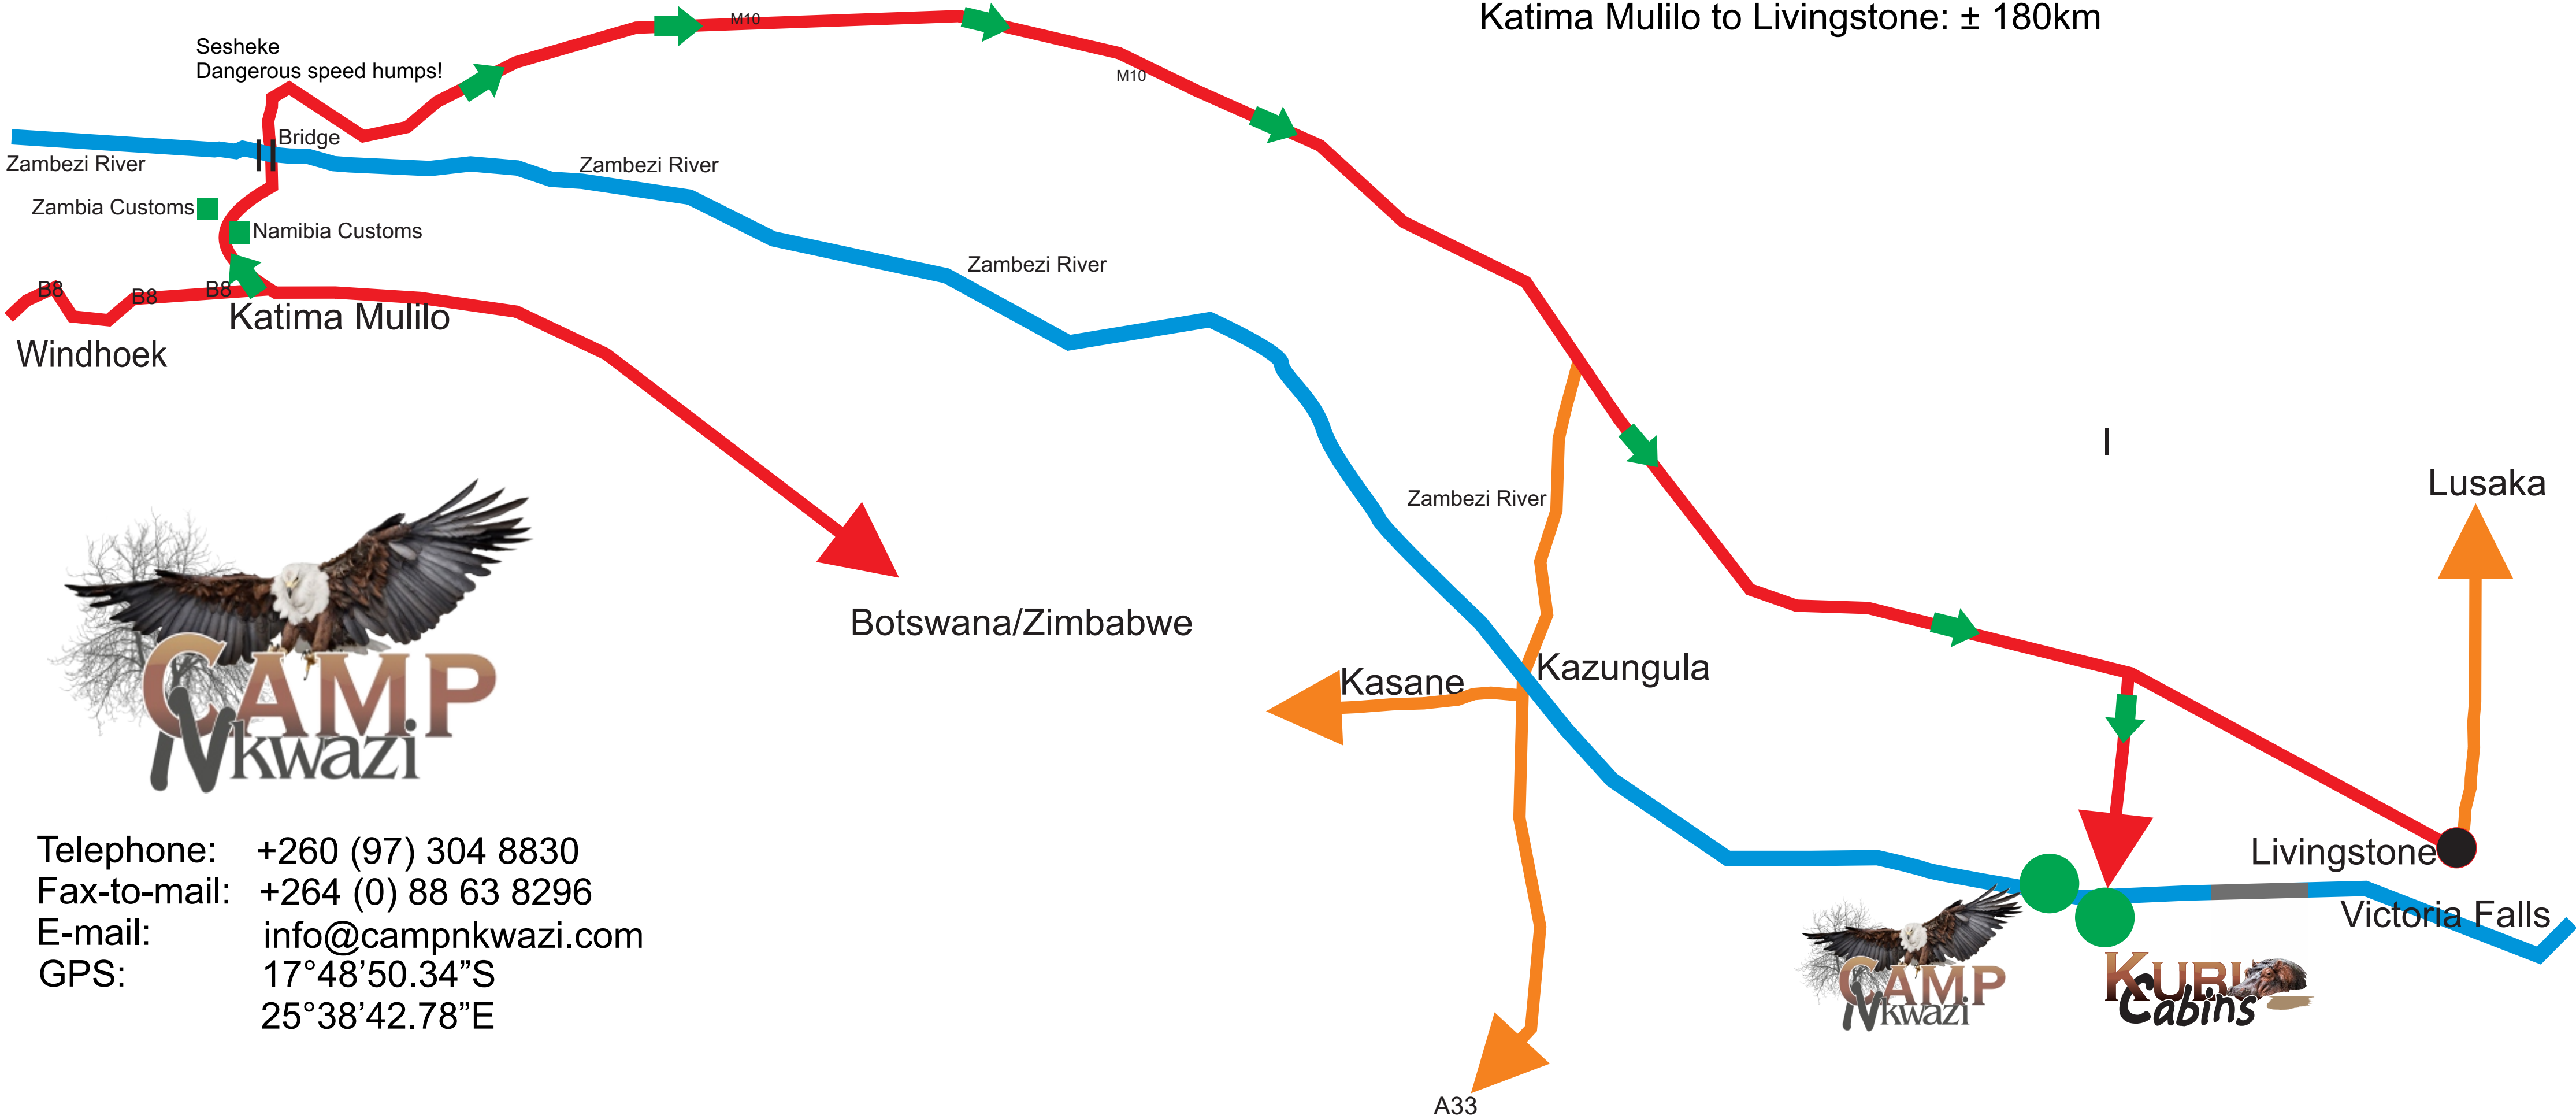 Katima Mulilo to Livingstone: ± 180km
M10
Sesheke
Dangerous speed humps!
M10
Bridge
Zambezi River
Zambezi River
Zambia Customs
Namibia Customs
Zambezi River
B8
B8
B8
Katima Mulilo
Windhoek
I
Lusaka
Zambezi River
Botswana/Zimbabwe
Kasane
Kazungula
CAMP
Nkwazi
Telephone: +260 (97) 304 8830
Fax-to-mail: +264 (0) 88 63 8296
E-mail: info@campnkwazi.com
GPS: 17°48’50.34”S
25°38’42.78”E
Livingstone
Victoria Falls
CAMP
Nkwazi
KUBU
Cabins
A33